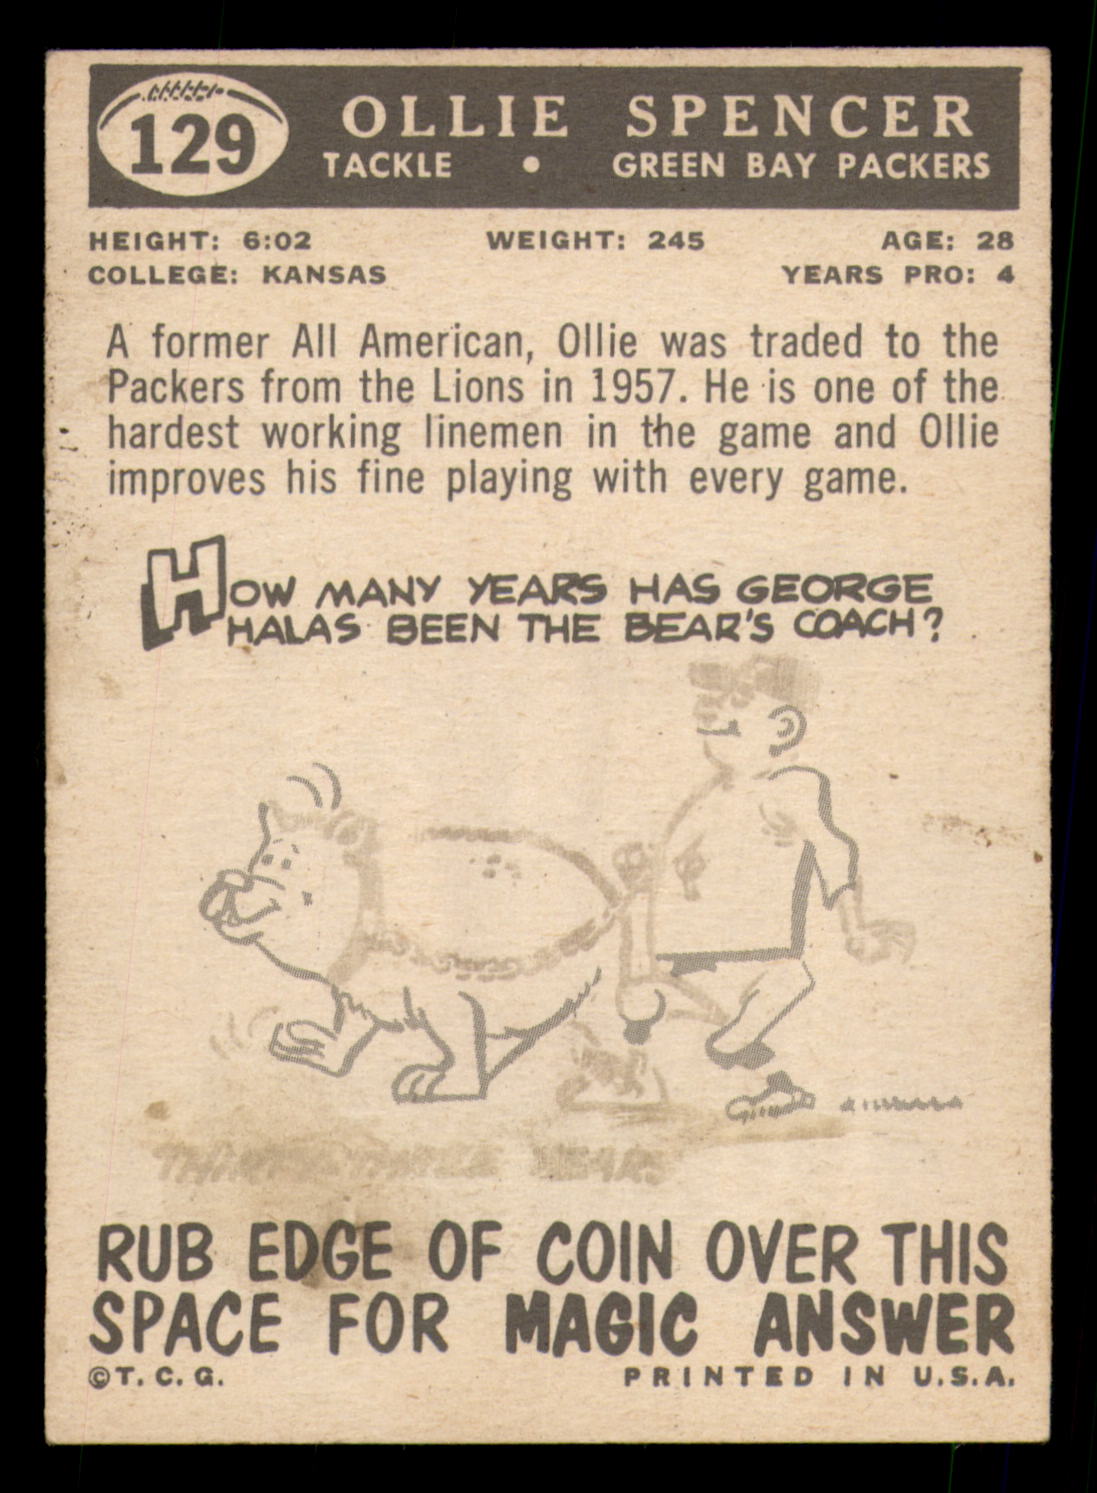 129
OLLIE SPENCER
TACKLE • GREEN BAY PACKERS
HEIGHT: 6:02 WEIGHT: 245 AGE: 28
COLLEGE: KANSAS YEARS PRO: 4
A former All American, Ollie was traded to the
Packers from the Lions in 1957. He is one of the
hardest working linemen in the game and Ollie
improves his fine playing with every game.
HOW MANY YEARS HAS GEORGE
HALAS BEEN THE BEAR'S COACH?
THIRTY-THREE YEARS
RUB EDGE OF COIN OVER THIS
SPACE FOR MAGIC ANSWER
©T. C. G. PRINTED IN U.S.A.